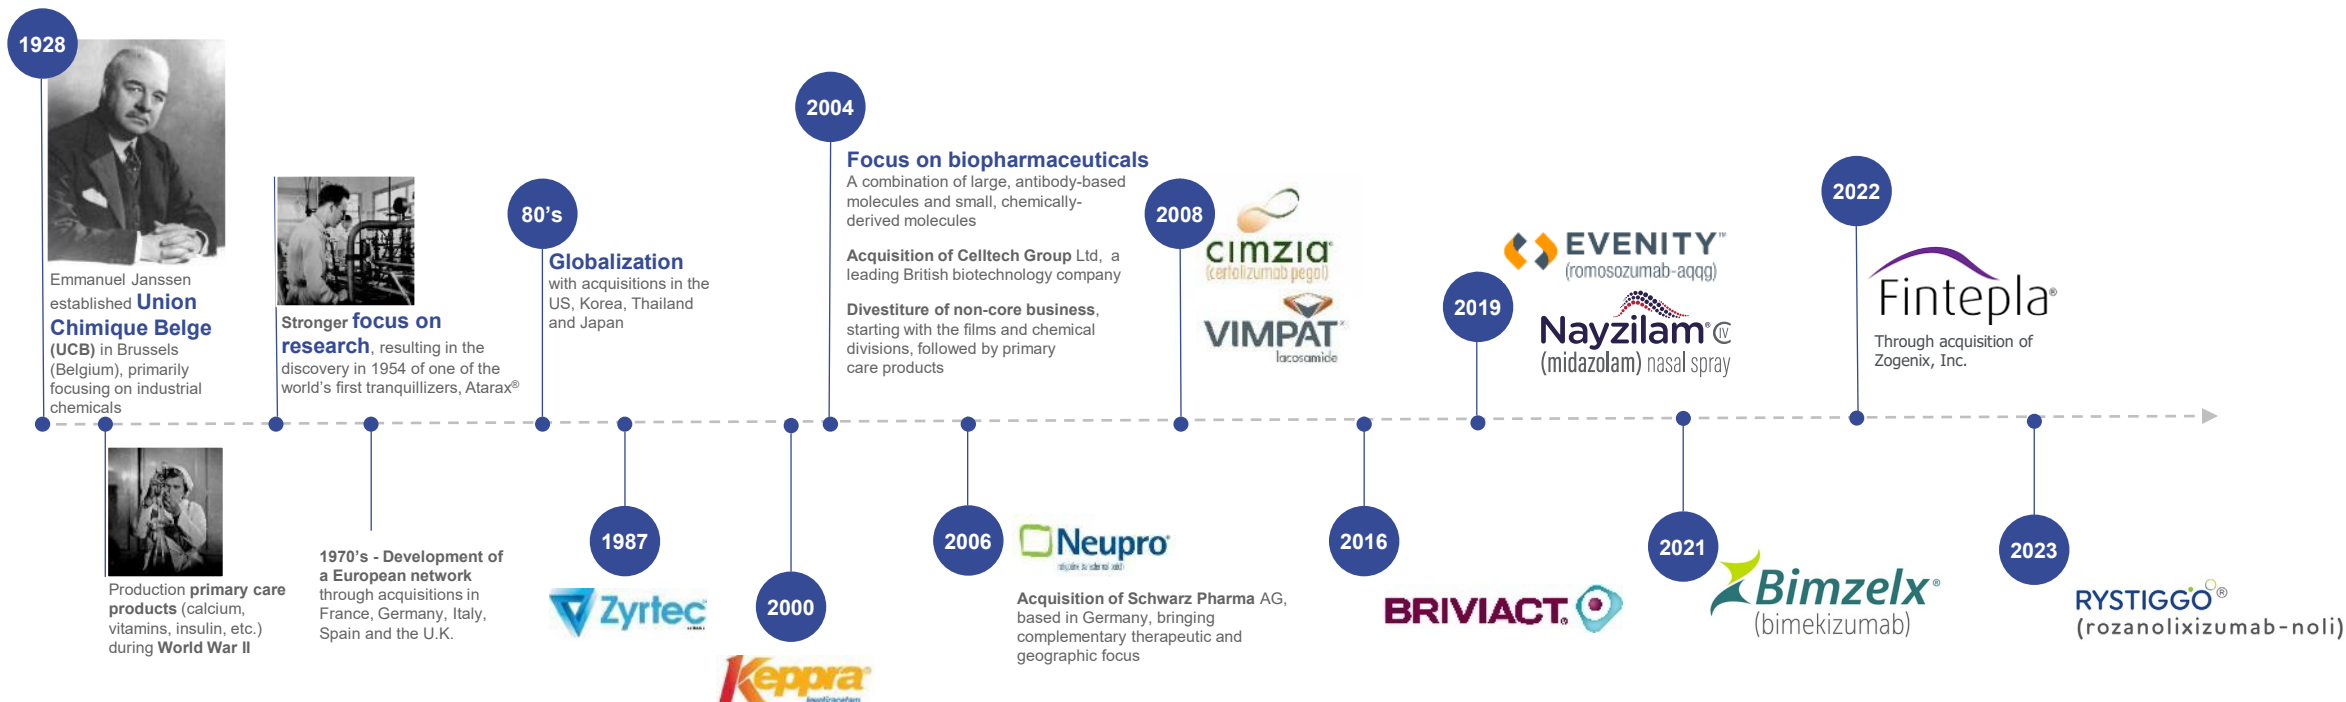 1928
Emmanuel Janssen
established Union
Chimique Belge
(UCB) in Brussels
(Belgium), primarily
focusing on industrial
chemicals
Production primary care
products (calcium,
vitamins, insulin, etc.)
during World War II
Stronger focus on
research, resulting in the
discovery in 1954 of one of the
world's first tranquillizers, Atarax®
1970's - Development of
a European network
through acquisitions in
France, Germany, Italy,
Spain and the U.K.
80's
Globalization
with acquisitions in the
US, Korea, Thailand
and Japan
1987
Zyrtec
2000
Keppra®
levetiracetam
2004
Focus on biopharmaceuticals
A combination of large, antibody-based
molecules and small, chemically-
derived molecules
Acquisition of Celltech Group Ltd, a
leading British biotechnology company
Divestiture of non-core business,
starting with the films and chemical
divisions, followed by primary
care products
2006
Neupro
Acquisition of Schwarz Pharma AG,
based in Germany, bringing
complementary therapeutic and
geographic focus
2008
cimzia®
(certolizumab pegol)
VIMPAT®
lacosamide
2016
BRIVIACT®
2019
EVENITY™
(romosozumab-aqqg)
Nayzilam® CIV
(midazolam) nasal spray
2021
Bimzelx®
(bimekizumab)
2022
Fintepla®
Through acquisition of
Zogenix, Inc.
2023
RYSTIGGO®
(rozanolixizumab-noli)